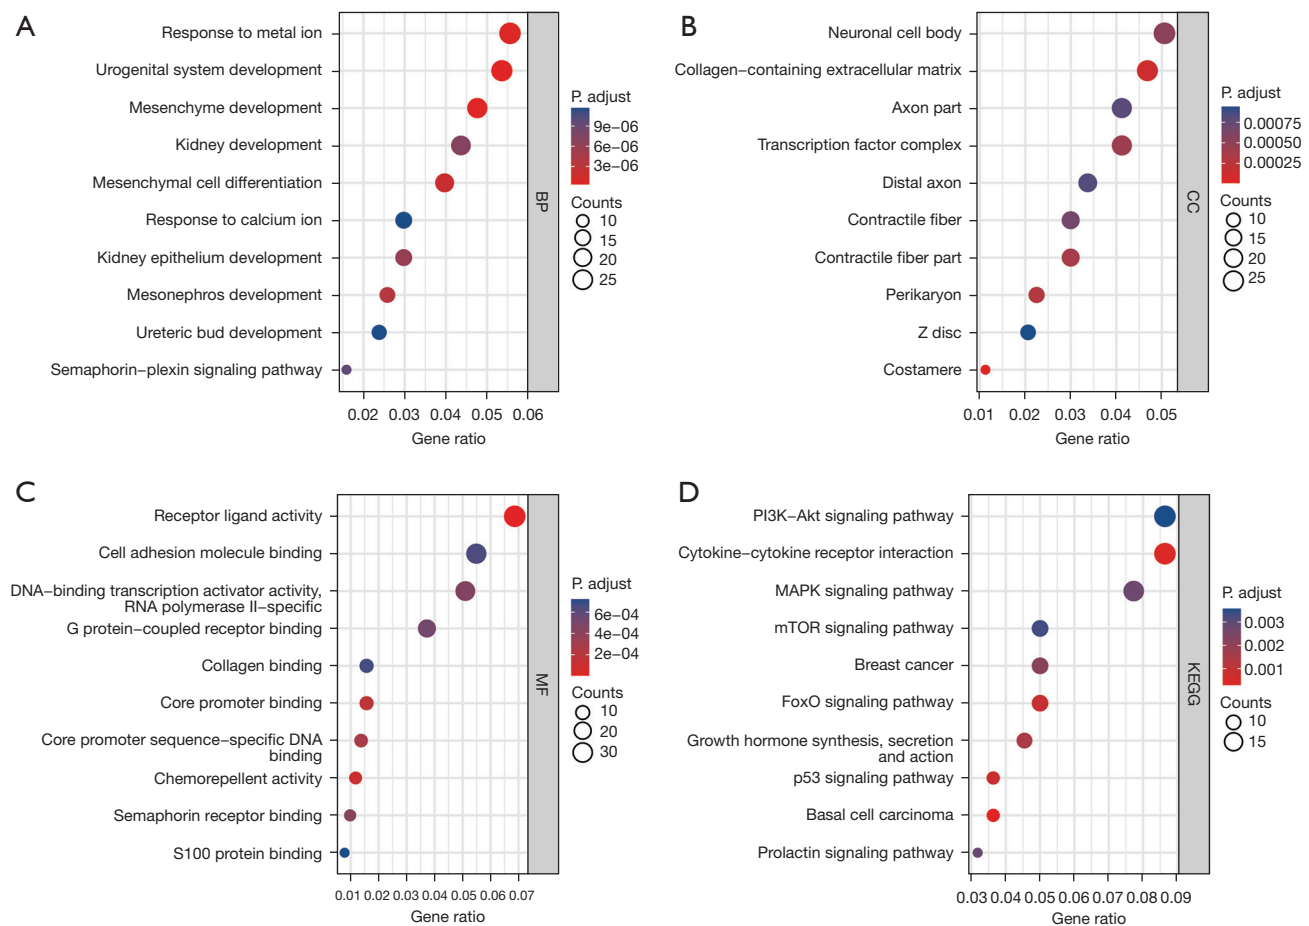 A
Response to metal ion
Urogenital system development
Mesenchyme development
Kidney development
Mesenchymal cell differentiation
Response to calcium ion
Kidney epithelium development
Mesonephros development
Ureteric bud development
Semaphorin−plexin signaling pathway
0.02 0.03 0.04 0.05 0.06
Gene ratio
BP
P. adjust
9e−06
6e−06
3e−06
Counts
10
15
20
25
B
Neuronal cell body
Collagen−containing extracellular matrix
Axon part
Transcription factor complex
Distal axon
Contractile fiber
Contractile fiber part
Perikaryon
Z disc
Costamere
0.01 0.02 0.03 0.04 0.05
Gene ratio
CC
P. adjust
0.00075
0.00050
0.00025
Counts
10
15
20
25
C
Receptor ligand activity
Cell adhesion molecule binding
DNA−binding transcription activator activity,
RNA polymerase II−specific
G protein−coupled receptor binding
Collagen binding
Core promoter binding
Core promoter sequence−specific DNA
binding
Chemorepellent activity
Semaphorin receptor binding
S100 protein binding
0.01 0.02 0.03 0.04 0.05 0.06 0.07
Gene ratio
MF
P. adjust
6e−04
4e−04
2e−04
Counts
10
20
30
D
PI3K−Akt signaling pathway
Cytokine−cytokine receptor interaction
MAPK signaling pathway
mTOR signaling pathway
Breast cancer
FoxO signaling pathway
Growth hormone synthesis, secretion
and action
p53 signaling pathway
Basal cell carcinoma
Prolactin signaling pathway
0.03 0.04 0.05 0.06 0.07 0.08 0.09
Gene ratio
KEGG
P. adjust
0.003
0.002
0.001
Counts
10
15